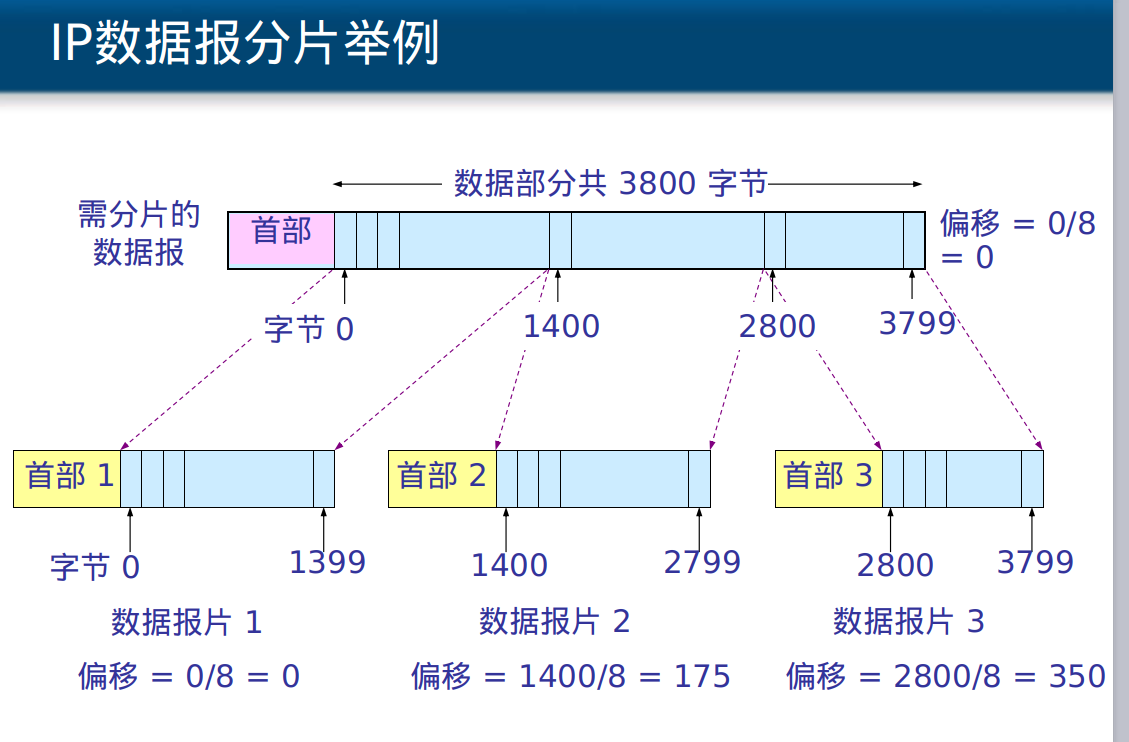 IP数据报分片举例
数据部分共 3800 字节
需分片的
数据报
首部
偏移 = 0/8
= 0
字节 0
1400
2800
3799
首部 1
首部 2
首部 3
字节 0
1399
1400
2799
2800
3799
数据报片 1
数据报片 2
数据报片 3
偏移 = 0/8 = 0
偏移 = 1400/8 = 175
偏移 = 2800/8 = 350